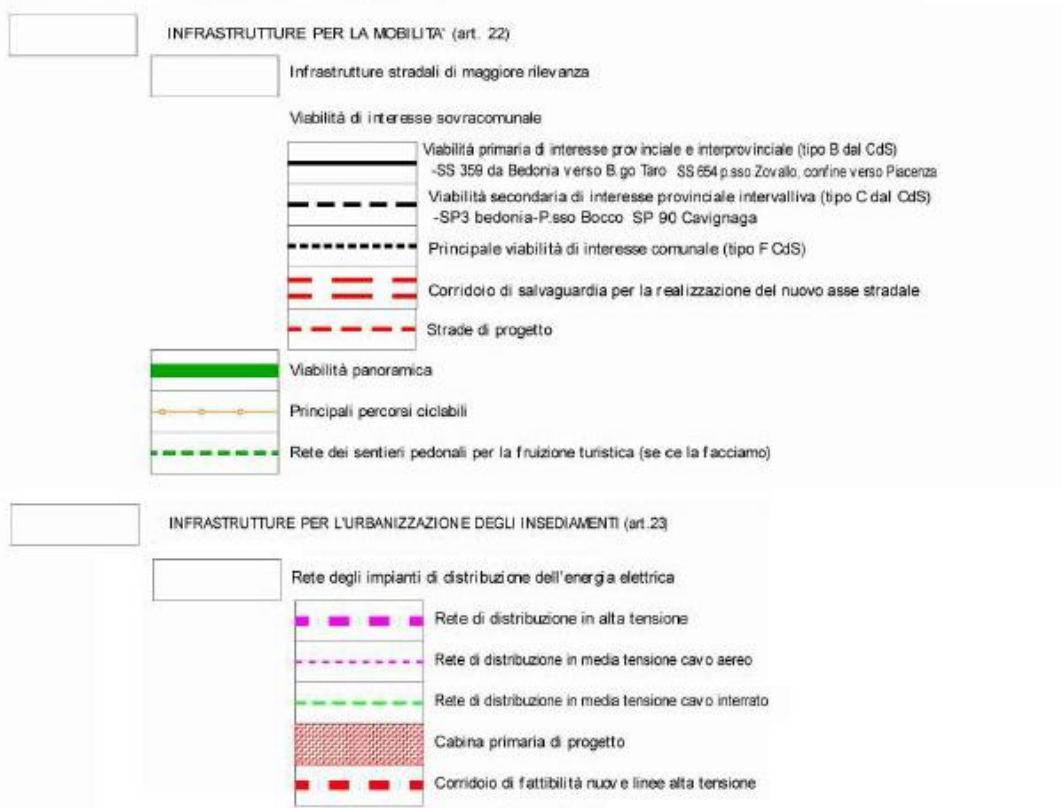 INFRASTRUTTURE PER LA MOBILITA' (art. 22)
Infrastrutture stradali di maggiore rilevanza
Viabilità di interesse sovracomunale
Viabilità primaria di interesse provinciale e interprovinciale (tipo B dal CdS)
-SS 359 da Bedonia verso B.go Taro SS 654 p.sso Zovallo, confine verso Piacenza
Viabilità secondaria di interesse provinciale intervalliva (tipo C dal CdS)
-SP3 bedonia-P.sso Bocco SP 90 Cavignaga
Principale viabilità di interesse comunale (tipo F CdS)
Corridoio di salvaguardia per la realizzazione del nuovo asse stradale
Strade di progetto
Viabilità panoramica
Principali percorsi ciclabili
Rete dei sentieri pedonali per la fruizione turistica (se ce la facciamo)
INFRASTRUTTURE PER L'URBANIZZAZIONE DEGLI INSEDIAMENTI (art.23)
Rete degli impianti di distribuzione dell'energia elettrica
Rete di distribuzione in alta tensione
Rete di distribuzione in media tensione cavo aereo
Rete di distribuzione in media tensione cavo interrato
Cabina primaria di progetto
Corridoio di fattibilità nuove linee alta tensione